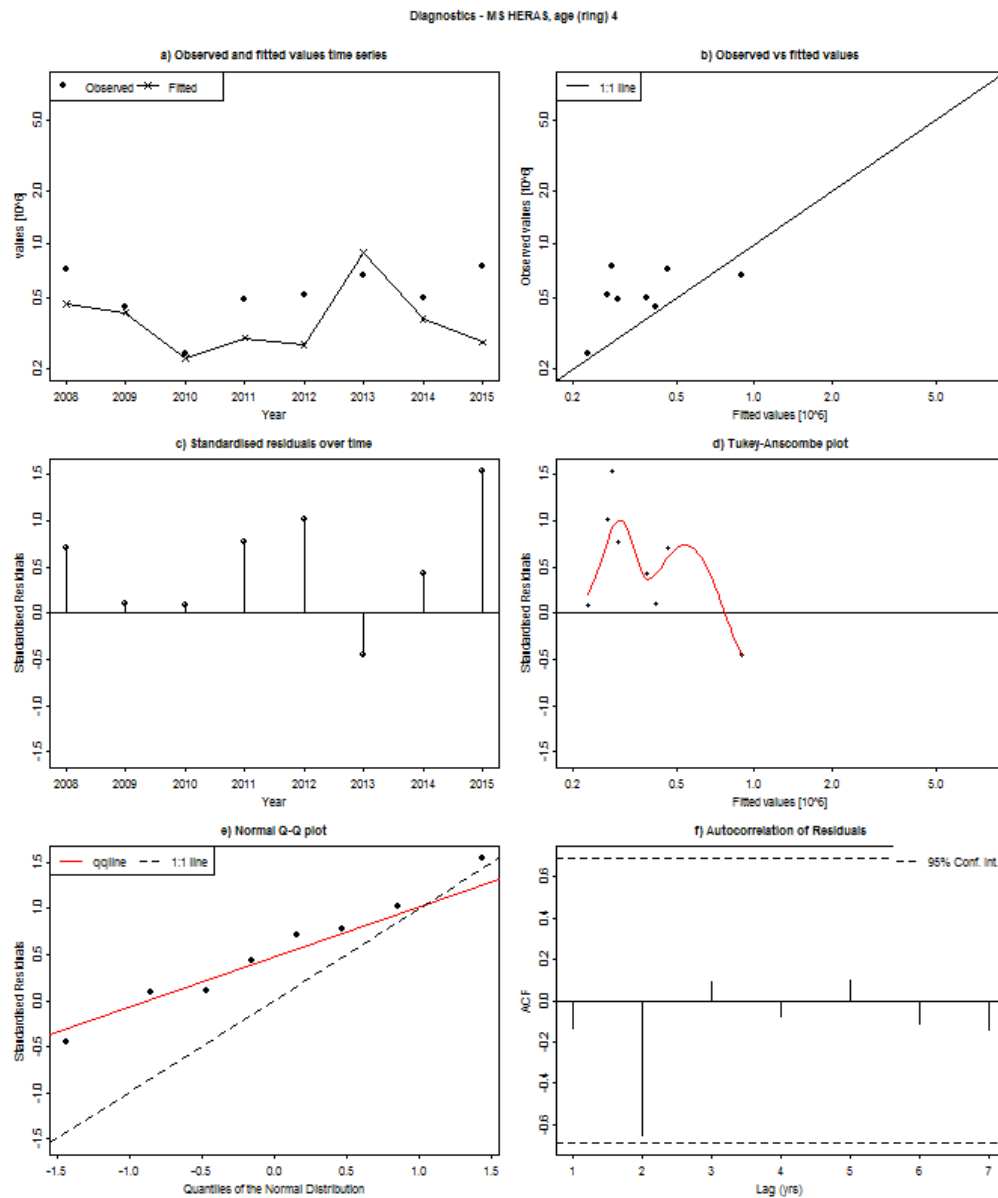 Diagnostics - MS HERAS, age (ring) 4
a) Observed and fitted values time series
Observed Fitted
values [10^6]
5.0
2.0
1.0
0.5
0.2
2008 2009 2010 2011 2012 2013 2014 2015
Year
b) Observed vs fitted values
1:1 line
Observed values [10^6]
5.0
2.0
1.0
0.5
0.2
0.2 0.5 1.0 2.0 5.0
Fitted values [10^6]
c) Standardised residuals over time
Standardised Residuals
1.5
1.0
0.5
0.0
-0.5
-1.0
-1.5
2008 2009 2010 2011 2012 2013 2014 2015
Year
d) Tukey-Anscombe plot
Standardised Residuals
1.5
1.0
0.5
0.0
-0.5
-1.0
-1.5
0.2 0.5 1.0 2.0 5.0
Fitted values [10^6]
e) Normal Q-Q plot
qqline 1:1 line
Standardised Residuals
1.5
1.0
0.5
0.0
-0.5
-1.0
-1.5
-1.5 -1.0 -0.5 0.0 0.5 1.0 1.5
Quantiles of the Normal Distribution
f) Autocorrelation of Residuals
95% Conf. Int.
ACF
0.6
0.4
0.2
0.0
-0.2
-0.4
-0.6
1 2 3 4 5 6 7
Lag (yrs)